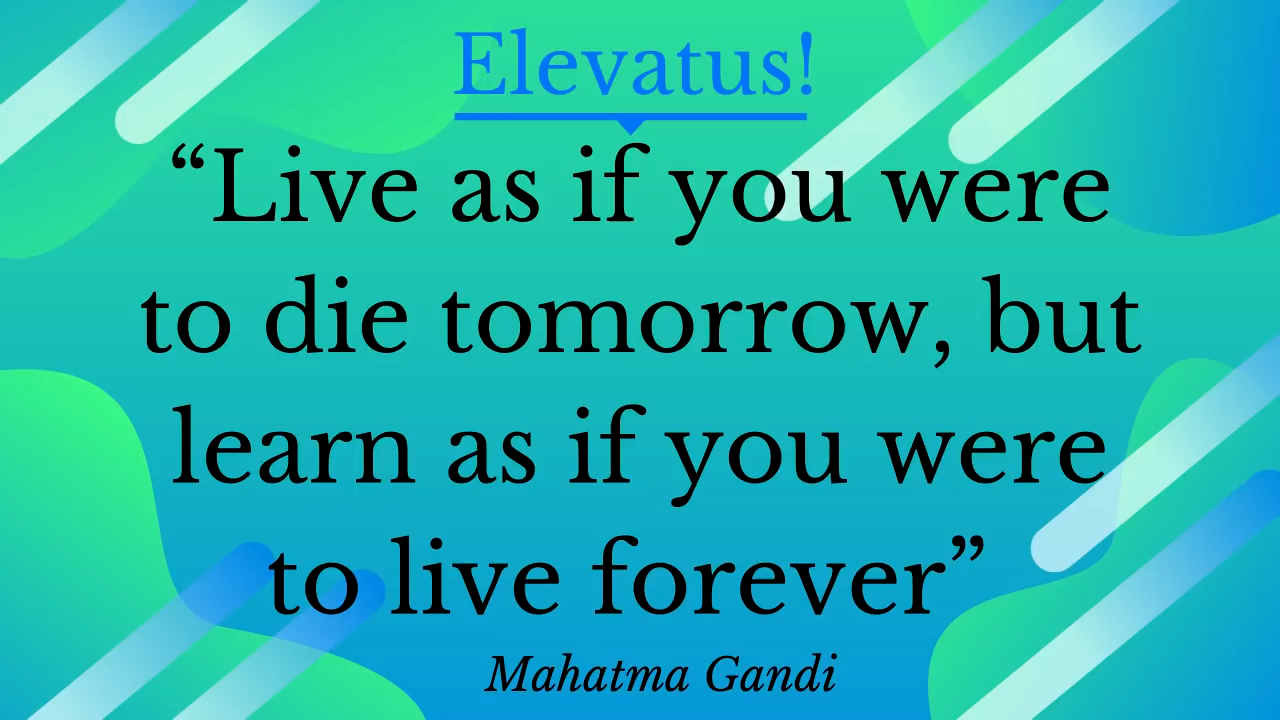 Elevatus!
“Live as if you were
to die tomorrow, but
learn as if you were
to live forever”
Mahatma Gandi